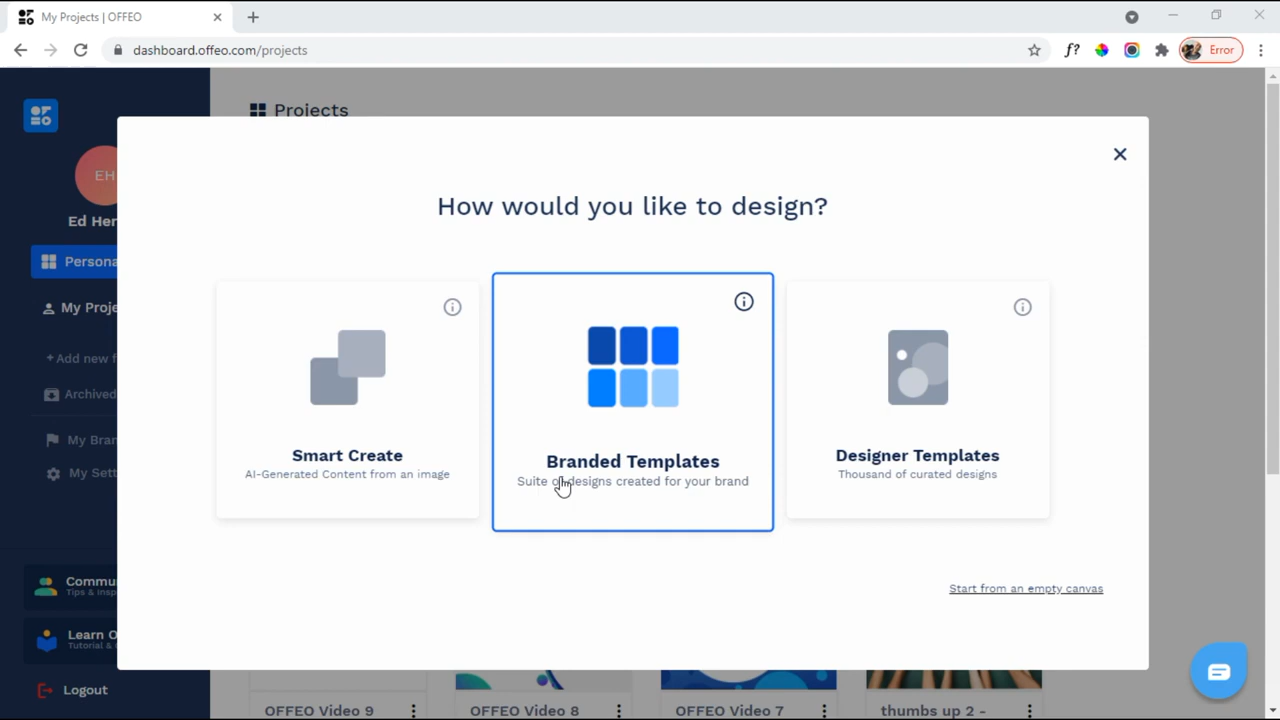 My Projects | OFFEO
dashboard.offeo.com/projects
f?
Error
Projects
EH
Ed Hen
Persona
My Proje
+ Add new f
Archived
My Bran
My Sett
Commu
Tips & Insp
Learn O
Tutorial &
Logout
How would you like to design?
Smart Create
AI-Generated Content from an image
Branded Templates
Suite of designs created for your brand
Designer Templates
Thousand of curated designs
Start from an empty canvas
OFFEO Video 9
OFFEO Video 8
OFFEO Video 7
thumbs up 2 -